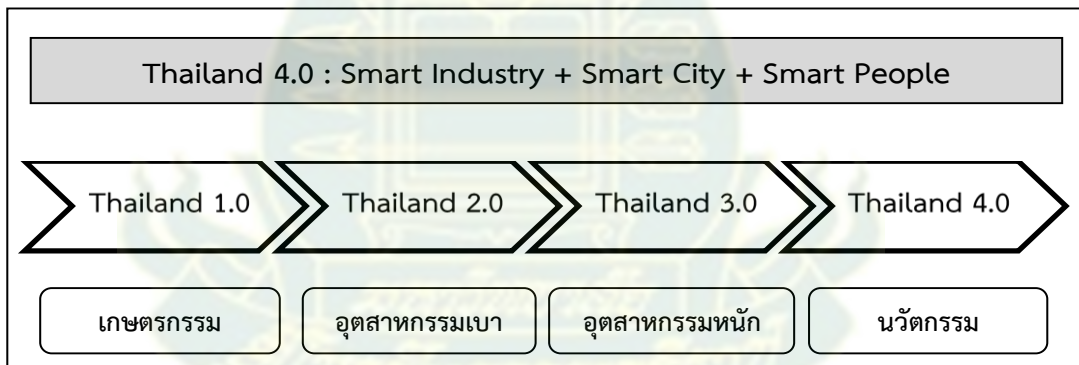 Thailand 4.0 : Smart Industry + Smart City + Smart People
Thailand 1.0 Thailand 2.0 Thailand 3.0 Thailand 4.0
เกษตรกรรม อุตสาหกรรมเบา อุตสาหกรรมหนัก นวัตกรรม